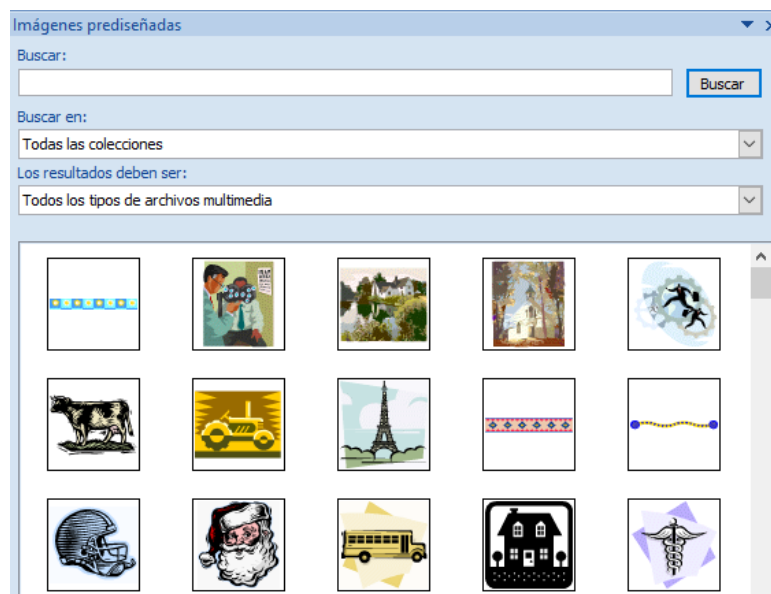 Imágenes prediseñadas
Buscar:
Buscar
Buscar en:
Todas las colecciones
Los resultados deben ser:
Todos los tipos de archivos multimedia